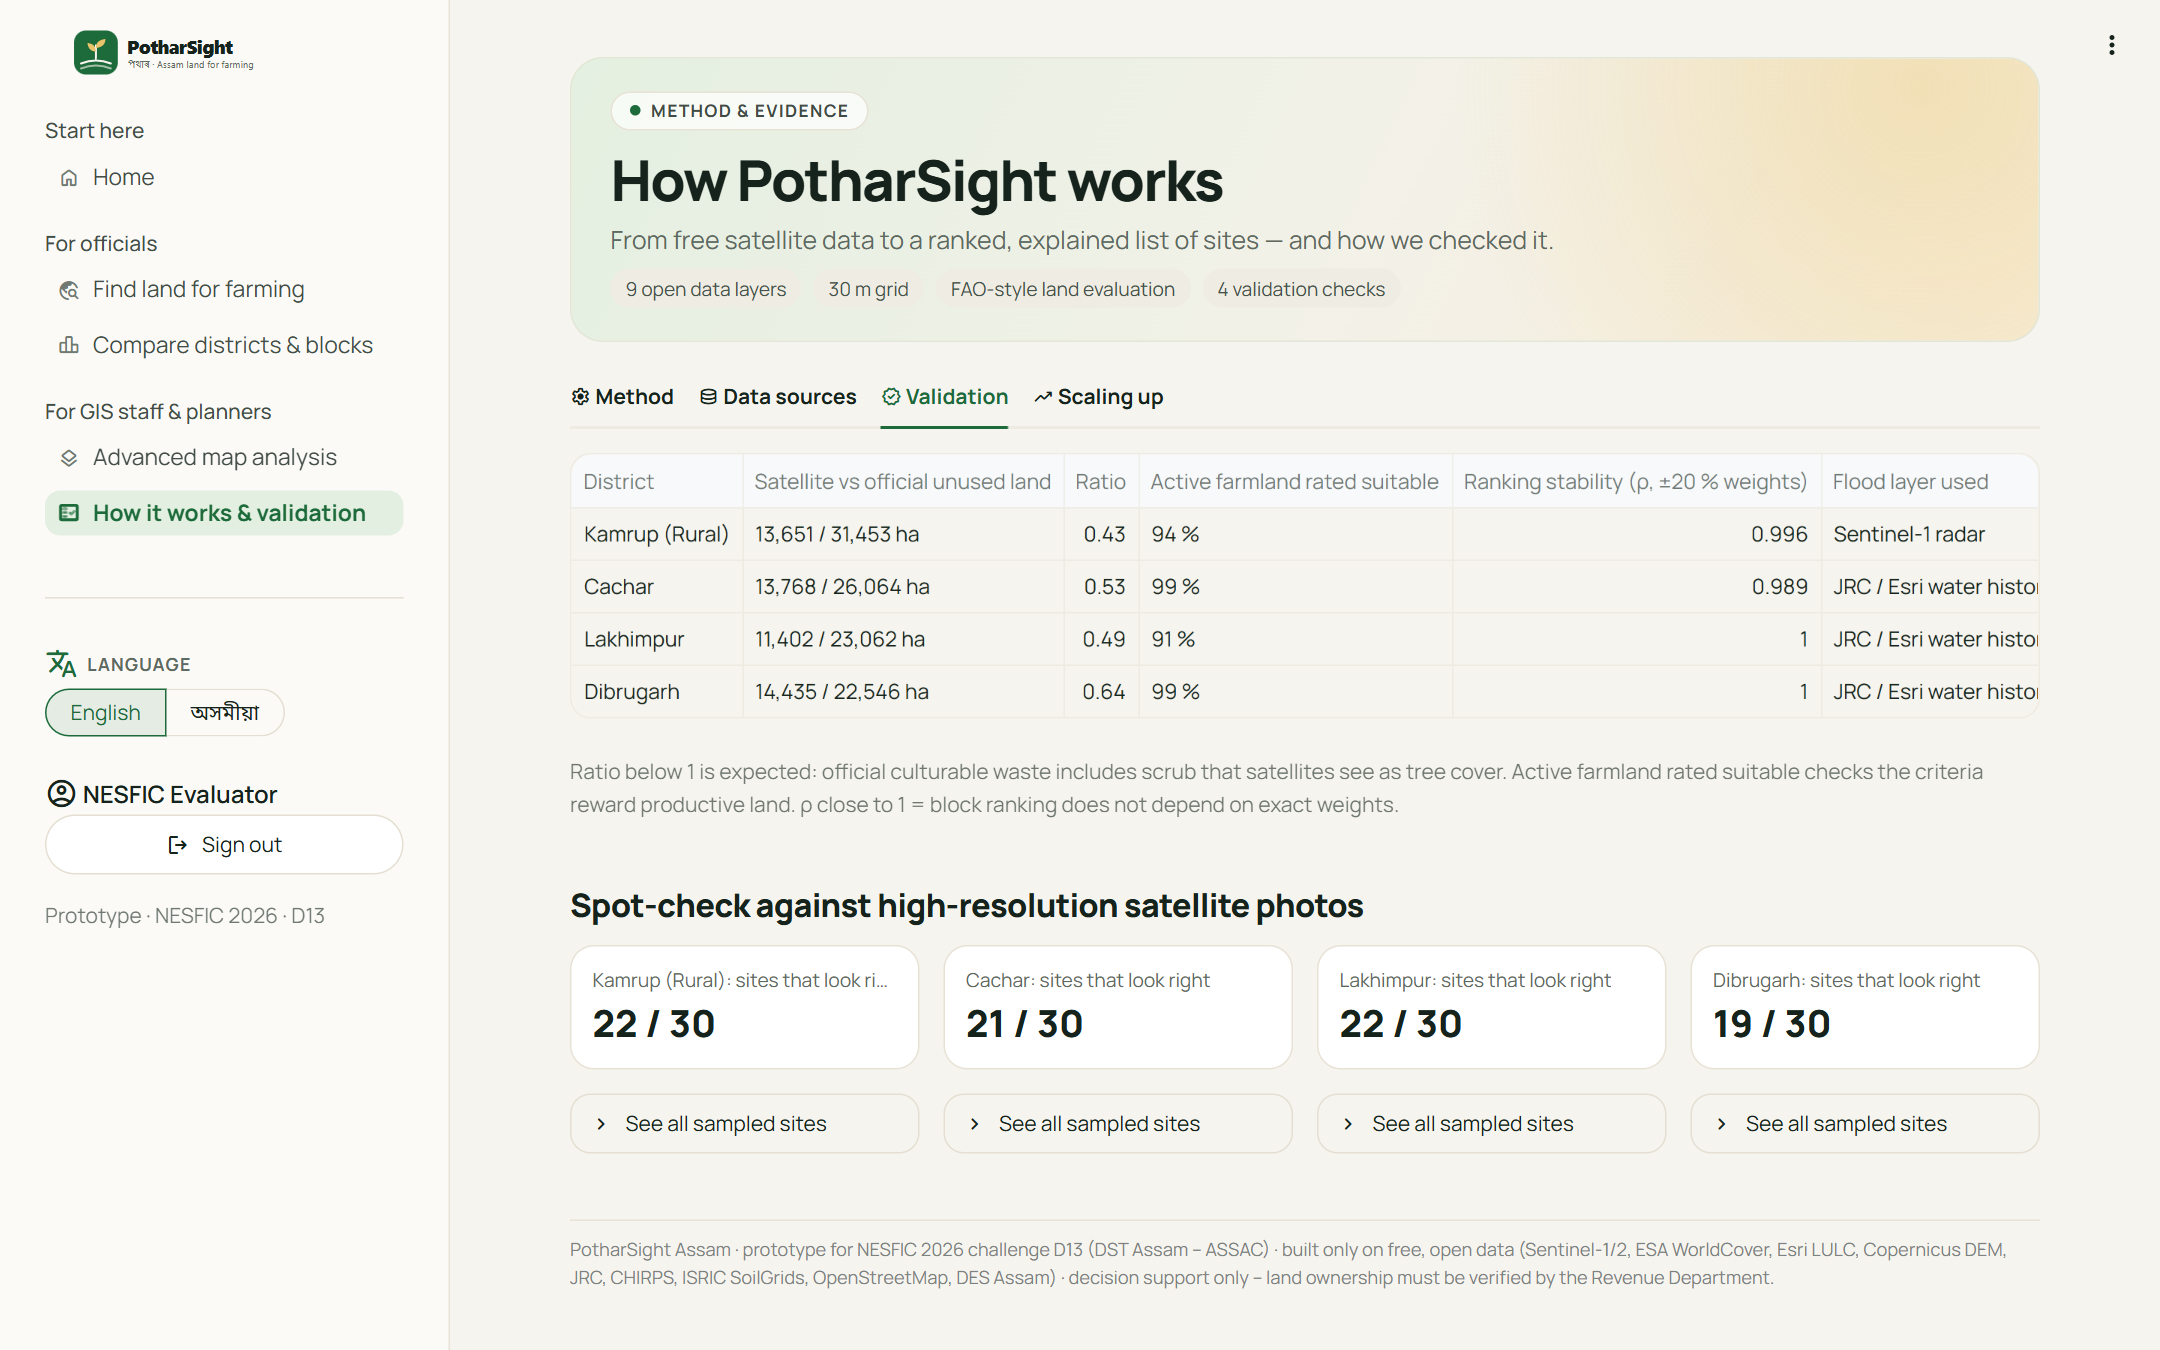 PotharSight
পথাৰ · Assam land for farming
Start here
Home
For officials
Find land for farming
Compare districts & blocks
For GIS staff & planners
Advanced map analysis
How it works & validation
LANGUAGE
English
অসমীয়া
NESFIC Evaluator
Sign out
Prototype · NESFIC 2026 · D13
METHOD & EVIDENCE
How PotharSight works
From free satellite data to a ranked, explained list of sites — and how we checked it.
9 open data layers 30 m grid FAO-style land evaluation 4 validation checks
Method Data sources Validation Scaling up
District Satellite vs official unused land Ratio Active farmland rated suitable Ranking stability (ρ, ±20 % weights) Flood layer used
Kamrup (Rural) 13,651 / 31,453 ha 0.43 94 % 0.996 Sentinel-1 radar
Cachar 13,768 / 26,064 ha 0.53 99 % 0.989 JRC / Esri water histor
Lakhimpur 11,402 / 23,062 ha 0.49 91 % 1 JRC / Esri water histor
Dibrugarh 14,435 / 22,546 ha 0.64 99 % 1 JRC / Esri water histor
Ratio below 1 is expected: official culturable waste includes scrub that satellites see as tree cover. Active farmland rated suitable checks the criteria
reward productive land. ρ close to 1 = block ranking does not depend on exact weights.
Spot-check against high-resolution satellite photos
Kamrup (Rural): sites that look ri...
22 / 30
See all sampled sites
Cachar: sites that look right
21 / 30
See all sampled sites
Lakhimpur: sites that look right
22 / 30
See all sampled sites
Dibrugarh: sites that look right
19 / 30
See all sampled sites
PotharSight Assam · prototype for NESFIC 2026 challenge D13 (DST Assam – ASSAC) · built only on free, open data (Sentinel-1/2, ESA WorldCover, Esri LULC, Copernicus DEM,
JRC, CHIRPS, ISRIC SoilGrids, OpenStreetMap, DES Assam) · decision support only – land ownership must be verified by the Revenue Department.